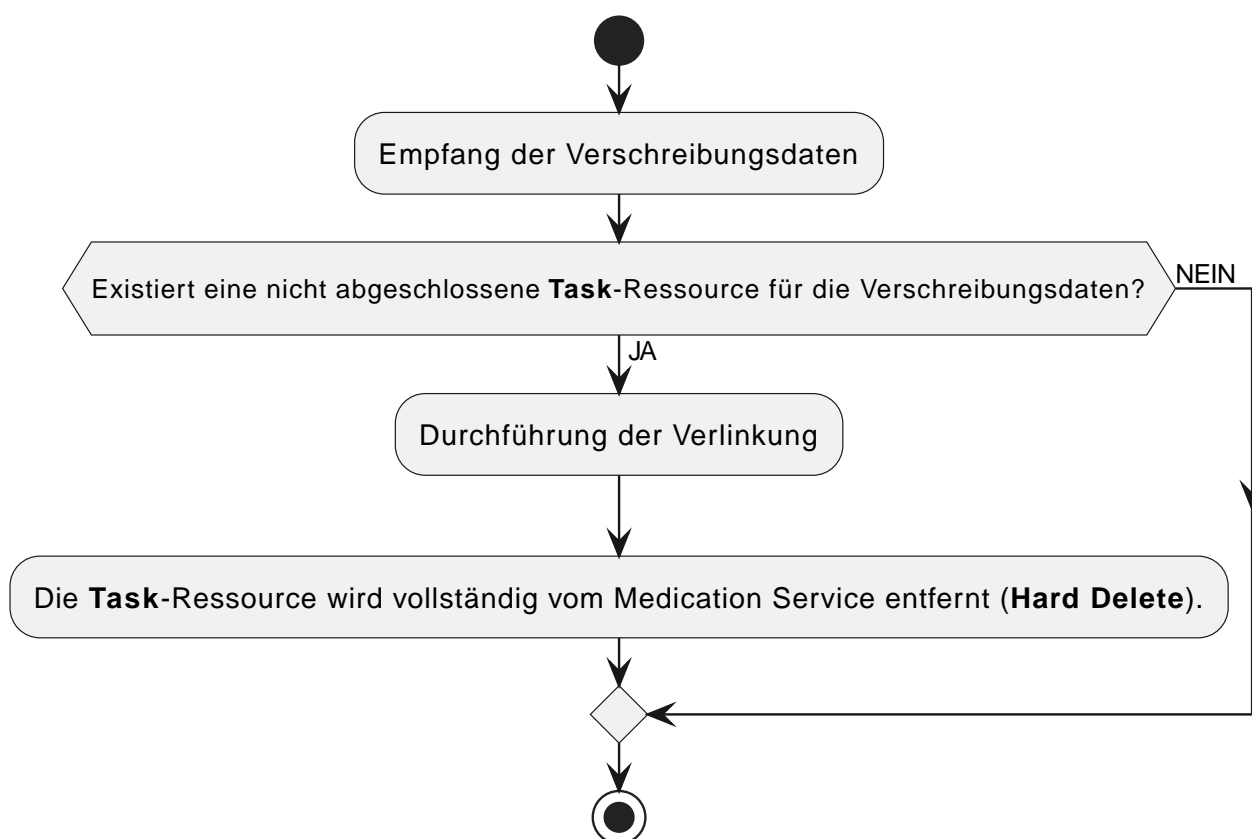 Empfang der Verschreibungsdaten
Existiert eine nicht abgeschlossene Task-Ressource für die Verschreibungsdaten?
NEIN
JA
Durchführung der Verlinkung
Die Task-Ressource wird vollständig vom Medication Service entfernt (Hard Delete).